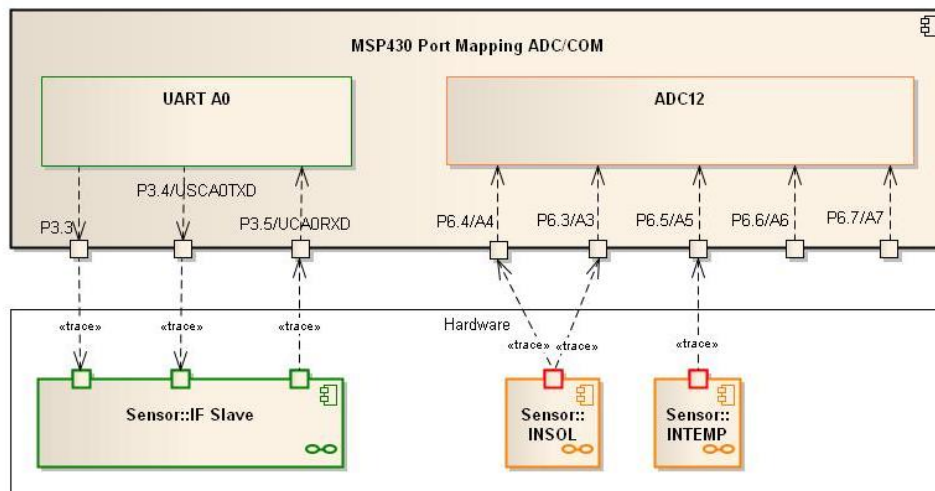 MSP430 Port Mapping ADC/COM
UART A0
ADC12
P3.3
P3.4/USCA0TXD
P3.5/UCA0RXD
P6.4/A4
P6.3/A3
P6.5/A5
P6.6/A6
P6.7/A7
Hardware
«trace»
«trace»
«trace»
«trace»
«trace»
«trace»
Sensor::IF Slave
Sensor::
INSOL
Sensor::
INTEMP